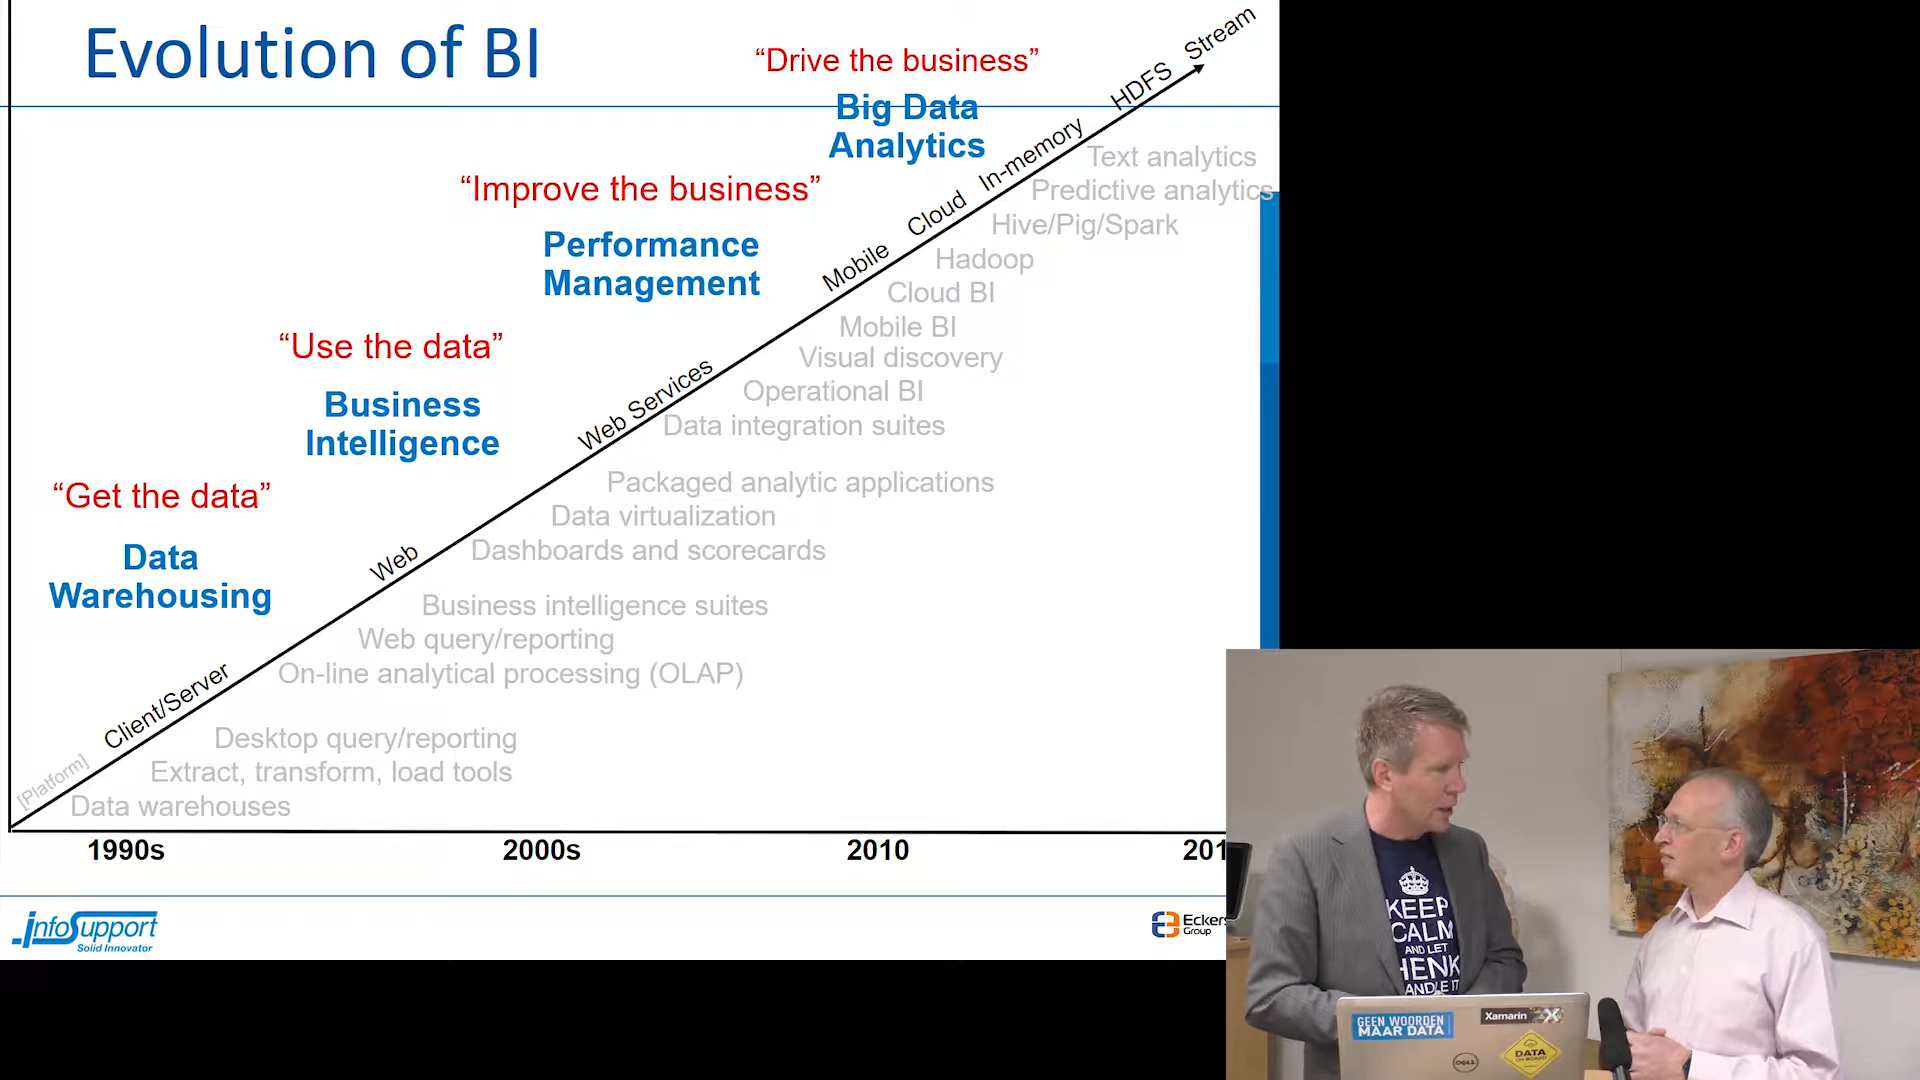 Evolution of BI
“Drive the business”
Big Data
Analytics
“Improve the business”
Performance
Management
“Use the data”
Business
Intelligence
“Get the data”
Data
Warehousing
[Platform]
Client/Server
Web
Web Services
Mobile
Cloud
In-memory
HDFS
Stream
Text analytics
Predictive analytics
Hive/Pig/Spark
Hadoop
Cloud BI
Mobile BI
Visual discovery
Operational BI
Data integration suites
Packaged analytic applications
Data virtualization
Dashboards and scorecards
Business intelligence suites
Web query/reporting
On-line analytical processing (OLAP)
Desktop query/reporting
Extract, transform, load tools
Data warehouses
1990s
2000s
2010
201
infoSupport
Solid Innovator
Ecker
Group
KEEP
CALM
AND LET
HENK
ANDLE IT
GEEN WOORDEN
MAAR DATA
Xamarin
DELL
DATA
ON BOARD